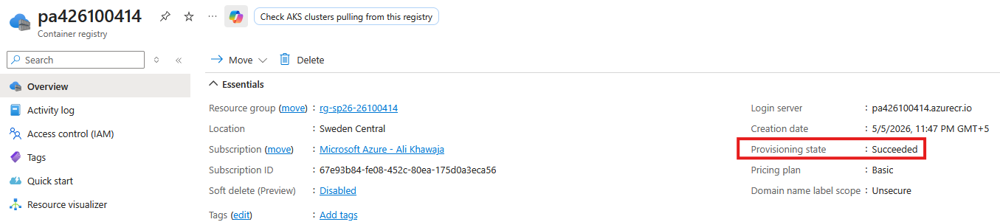 pa426100414
Container registry
Check AKS clusters pulling from this registry
Search
Move
Delete
Overview
Activity log
Access control (IAM)
Tags
Quick start
Resource visualizer
Essentials
Resource group (move) : rg-sp26-26100414
Location : Sweden Central
Subscription (move) : Microsoft Azure - Ali Khawaja
Subscription ID : 67e93b84-fe08-452c-80ea-175d0a3eca56
Soft delete (Preview) : Disabled
Tags (edit) : Add tags
Login server : pa426100414.azurecr.io
Creation date : 5/5/2026, 11:47 PM GMT+5
Provisioning state : Succeeded
Pricing plan : Basic
Domain name label scope : Unsecure